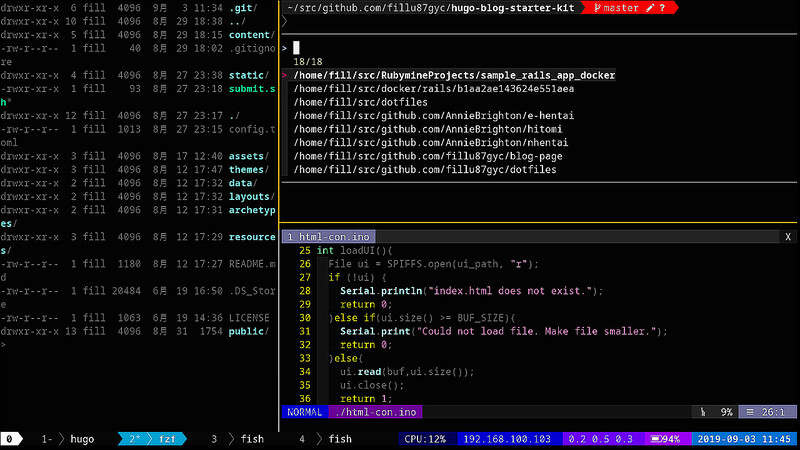 drwxr-xr-x 6 fill 4096 9月 3 11:34 .git/
drwxr-xr-x 10 fill 4096 8月 29 18:38 ../
drwxr-xr-x 5 fill 4096 8月 29 18:15 content/
-rw-r--r-- 1 fill 40 8月 29 18:02 .gitigno
re
drwxr-xr-x 4 fill 4096 8月 27 23:38 static/
-rwxr-xr-x 1 fill 93 8月 27 23:18 submit.s
h*
drwxr-xr-x 12 fill 4096 8月 27 23:17 ./
-rw-r--r-- 1 fill 1013 8月 27 23:15 config.t
oml
drwxr-xr-x 3 fill 4096 8月 17 12:40 assets/
drwxr-xr-x 3 fill 4096 8月 12 17:47 themes/
drwxr-xr-x 2 fill 4096 8月 12 17:32 data/
drwxr-xr-x 2 fill 4096 8月 12 17:32 layouts/
drwxr-xr-x 2 fill 4096 8月 12 17:31 archetyp
es/
drwxr-xr-x 3 fill 4096 8月 12 17:29 resource
s/
-rw-r--r-- 1 fill 1180 8月 12 17:27 README.m
d
-rw-r--r-- 1 fill 20484 6月 19 16:50 .DS_Stor
e
-rw-r--r-- 1 fill 1063 6月 19 14:36 LICENSE
drwxr-xr-x 13 fill 4096 8月 31 1754 public/
>
~/src/github.com/fillu87gyc/hugo-blog-starter-kit master ?
>
18/18
> /home/fill/src/RubymineProjects/sample_rails_app_docker
/home/fill/src/docker/rails/b1aa2ae143624e551aea
/home/fill/src/dotfiles
/home/fill/src/github.com/AnnieBrighton/e-hentai
/home/fill/src/github.com/AnnieBrighton/hitomi
/home/fill/src/github.com/AnnieBrighton/nhentai
/home/fill/src/github.com/fillu87gyc/blog-page
/home/fill/src/github.com/fillu87gyc/dotfiles
1 html-con.ino X
25 int loadUI(){
26 File ui = SPIFFS.open(ui_path, "r");
27 if (!ui) {
28 Serial.println("index.html does not exist.");
29 return 0;
30 }else if(ui.size() >= BUF_SIZE){
31 Serial.print("Could not load file. Make file smaller.");
32 return 0;
33 }else{
34 ui.read(buf,ui.size());
35 ui.close();
36 return 1;
NORMAL ./html-con.ino 9% ≡ 26:1
0 1- hugo 2* fzf 3 fish 4 fish CPU:12% 192.168.100.103 0.2 0.5 0.3 94% 2019-09-03 11:45